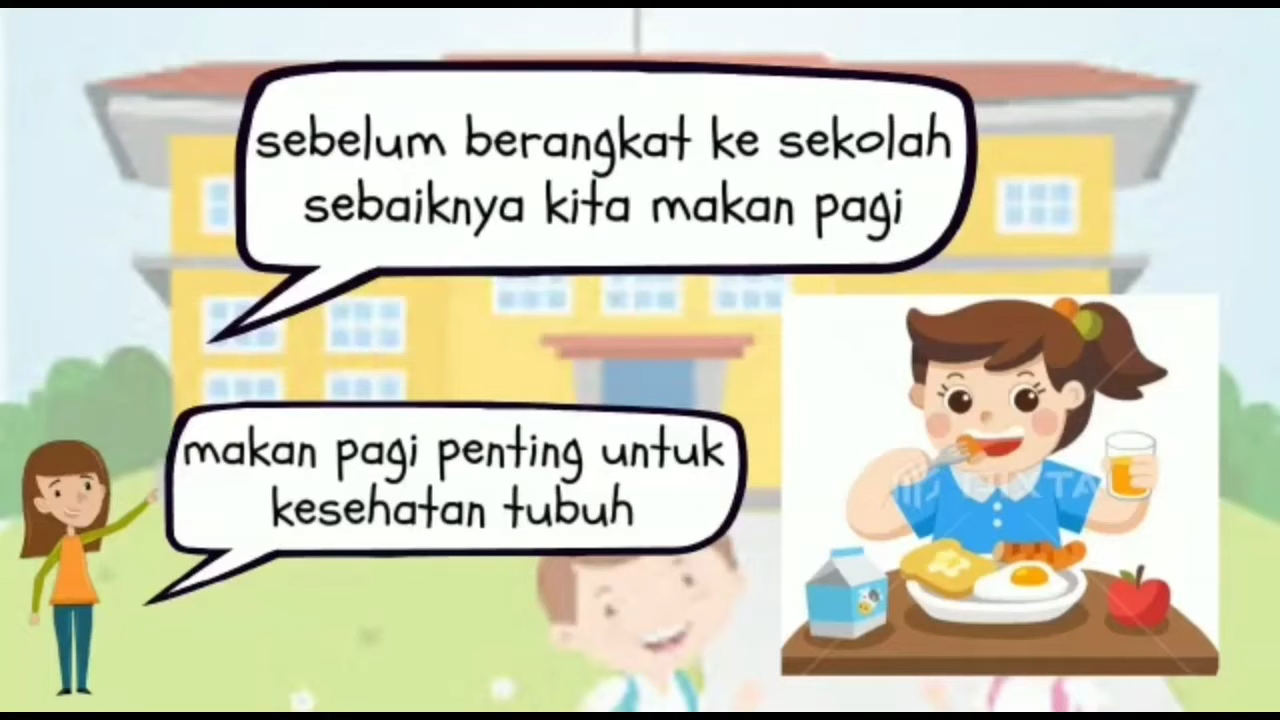 sebelum berangkat ke sekolah
sebaiknya kita makan pagi
makan pagi penting untuk
kesehatan tubuh